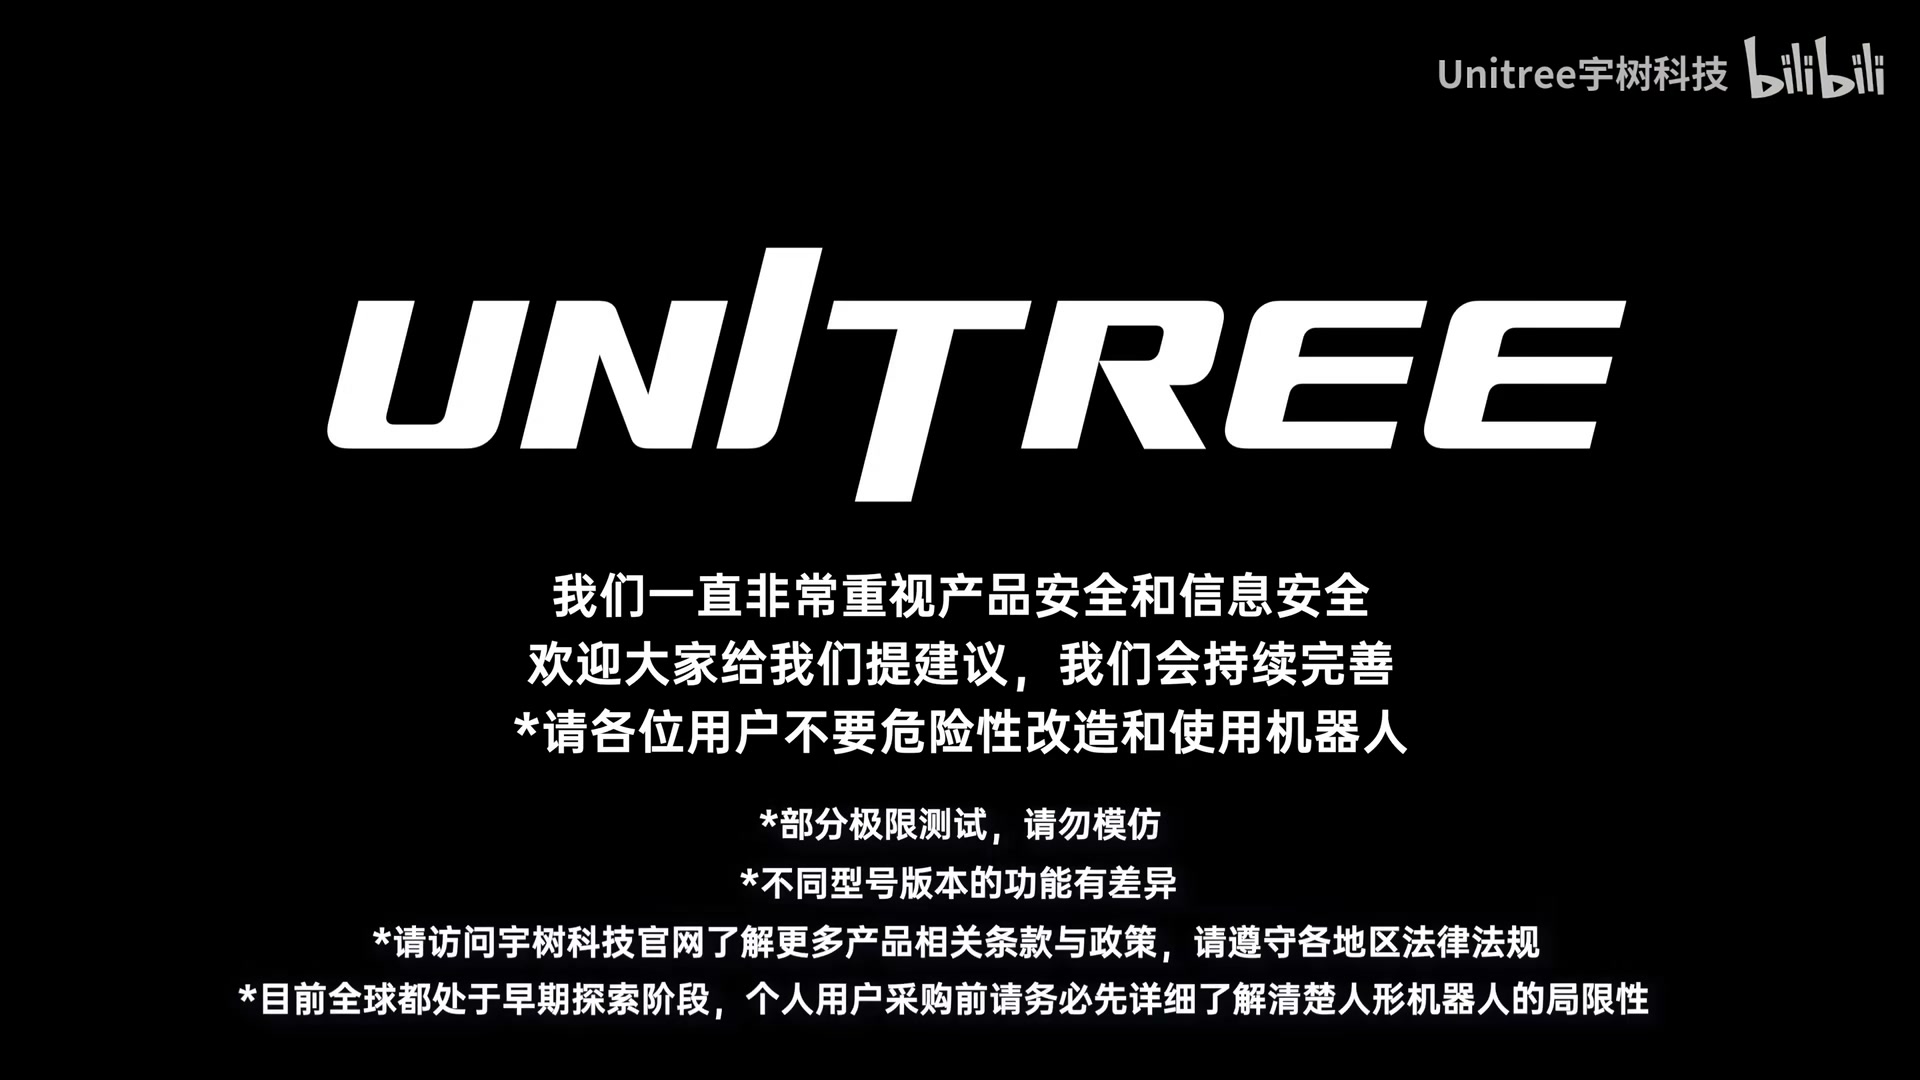 Unitree宇树科技 bilibili
UNITREE
我们一直非常重视产品安全和信息安全
欢迎大家给我们提建议，我们会持续完善
*请各位用户不要危险性改造和使用机器人
*部分极限测试，请勿模仿
*不同型号版本的功能有差异
*请访问宇树科技官网了解更多产品相关条款与政策，请遵守各地区法律法规
*目前全球都处于早期探索阶段，个人用户采购前请务必先详细了解清楚人形机器人的局限性